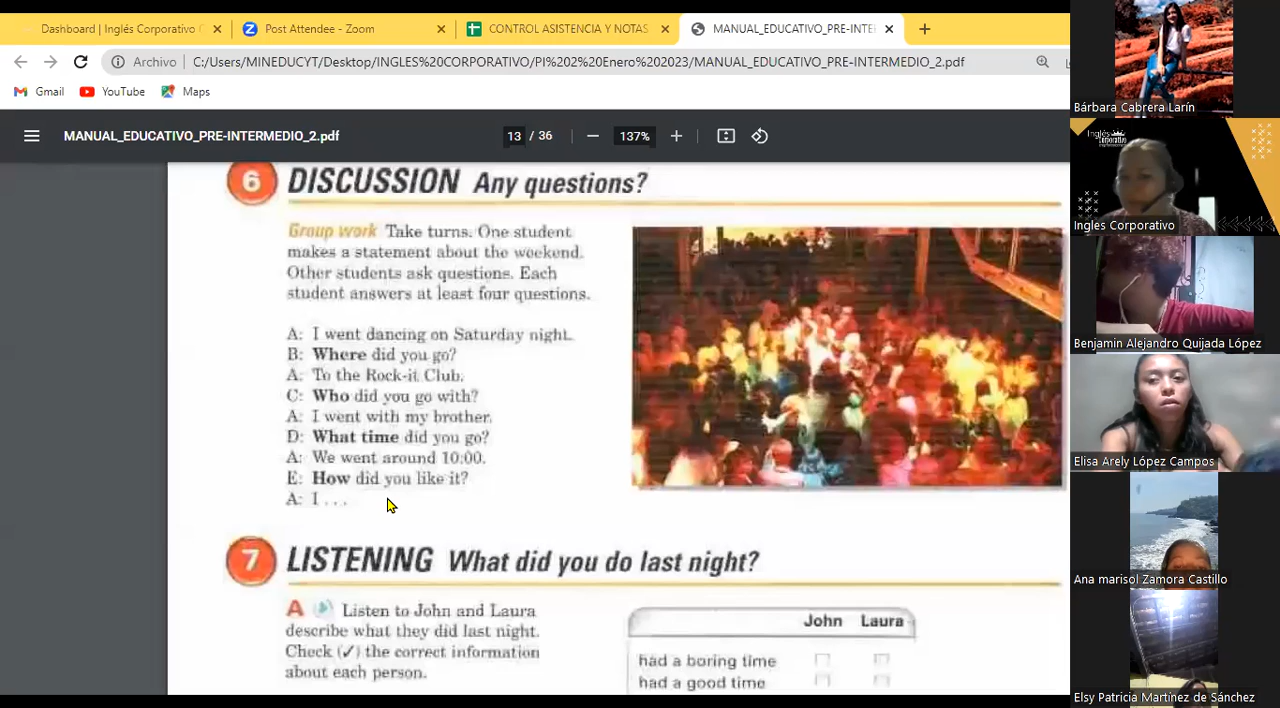 Dashboard | Inglés Corporativo
Post Attendee - Zoom
CONTROL ASISTENCIA Y NOTAS
MANUAL_EDUCATIVO_PRE-INTER
Archivo
C:/Users/MINEDUCYT/Desktop/INGLES%20CORPORATIVO/PI%202%20Enero%202023/MANUAL_EDUCATIVO_PRE-INTERMEDIO_2.pdf
Gmail
YouTube
Maps
MANUAL_EDUCATIVO_PRE-INTERMEDIO_2.pdf
13 / 36
137%
6 DISCUSSION Any questions?
Group work Take turns. One student
makes a statement about the weekend.
Other students ask questions. Each
student answers at least four questions.
A: I went dancing on Saturday night.
B: Where did you go?
A: To the Rock-it Club.
C: Who did you go with?
A: I went with my brother.
D: What time did you go?
A: We went around 10:00.
E: How did you like it?
A: I . . .
7 LISTENING What did you do last night?
A Listen to John and Laura
describe what they did last night.
Check (✓) the correct information
about each person.
John Laura
had a boring time
had a good time
Bárbara Cabrera Larín
Inglés
Corporativo
Ingles Corporativo
Benjamin Alejandro Quijada López
Elisa Arely López Campos
Ana marisol Zamora Castillo
Elsy Patricia Martínez de Sánchez